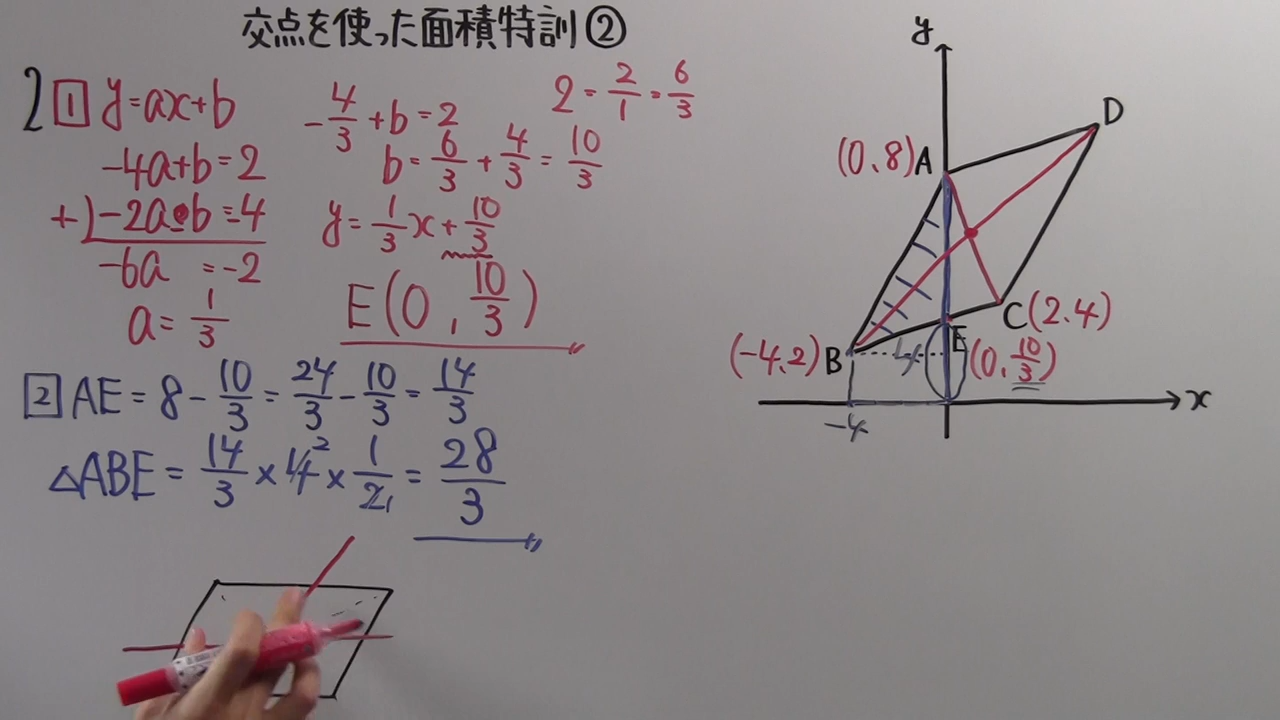 交点を使った面積特訓②
2 1 y=ax+b
-4a+b=2
+)-2a-b=-4
-6a =-2
a=1/3
-4/3+b=2
2=2/1=6/3
b=6/3+4/3=10/3
y=1/3x+10/3
E(0,10/3)
2 AE=8-10/3=24/3-10/3=14/3
△ABE=14/3×4²×1/2₁=28/3
y
D
(0、8)A
C(2.4)
E
(-4.2)B
4
(0、10/3)
x
-4